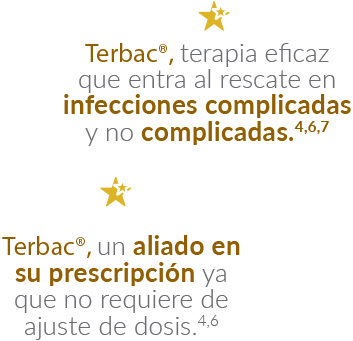 Terbac®, terapia eficaz
que entra al rescate en
infecciones complicadas
y no complicadas.4,6,7
Terbac®, un aliado en
su prescripción ya
que no requiere de
ajuste de dosis.4,6